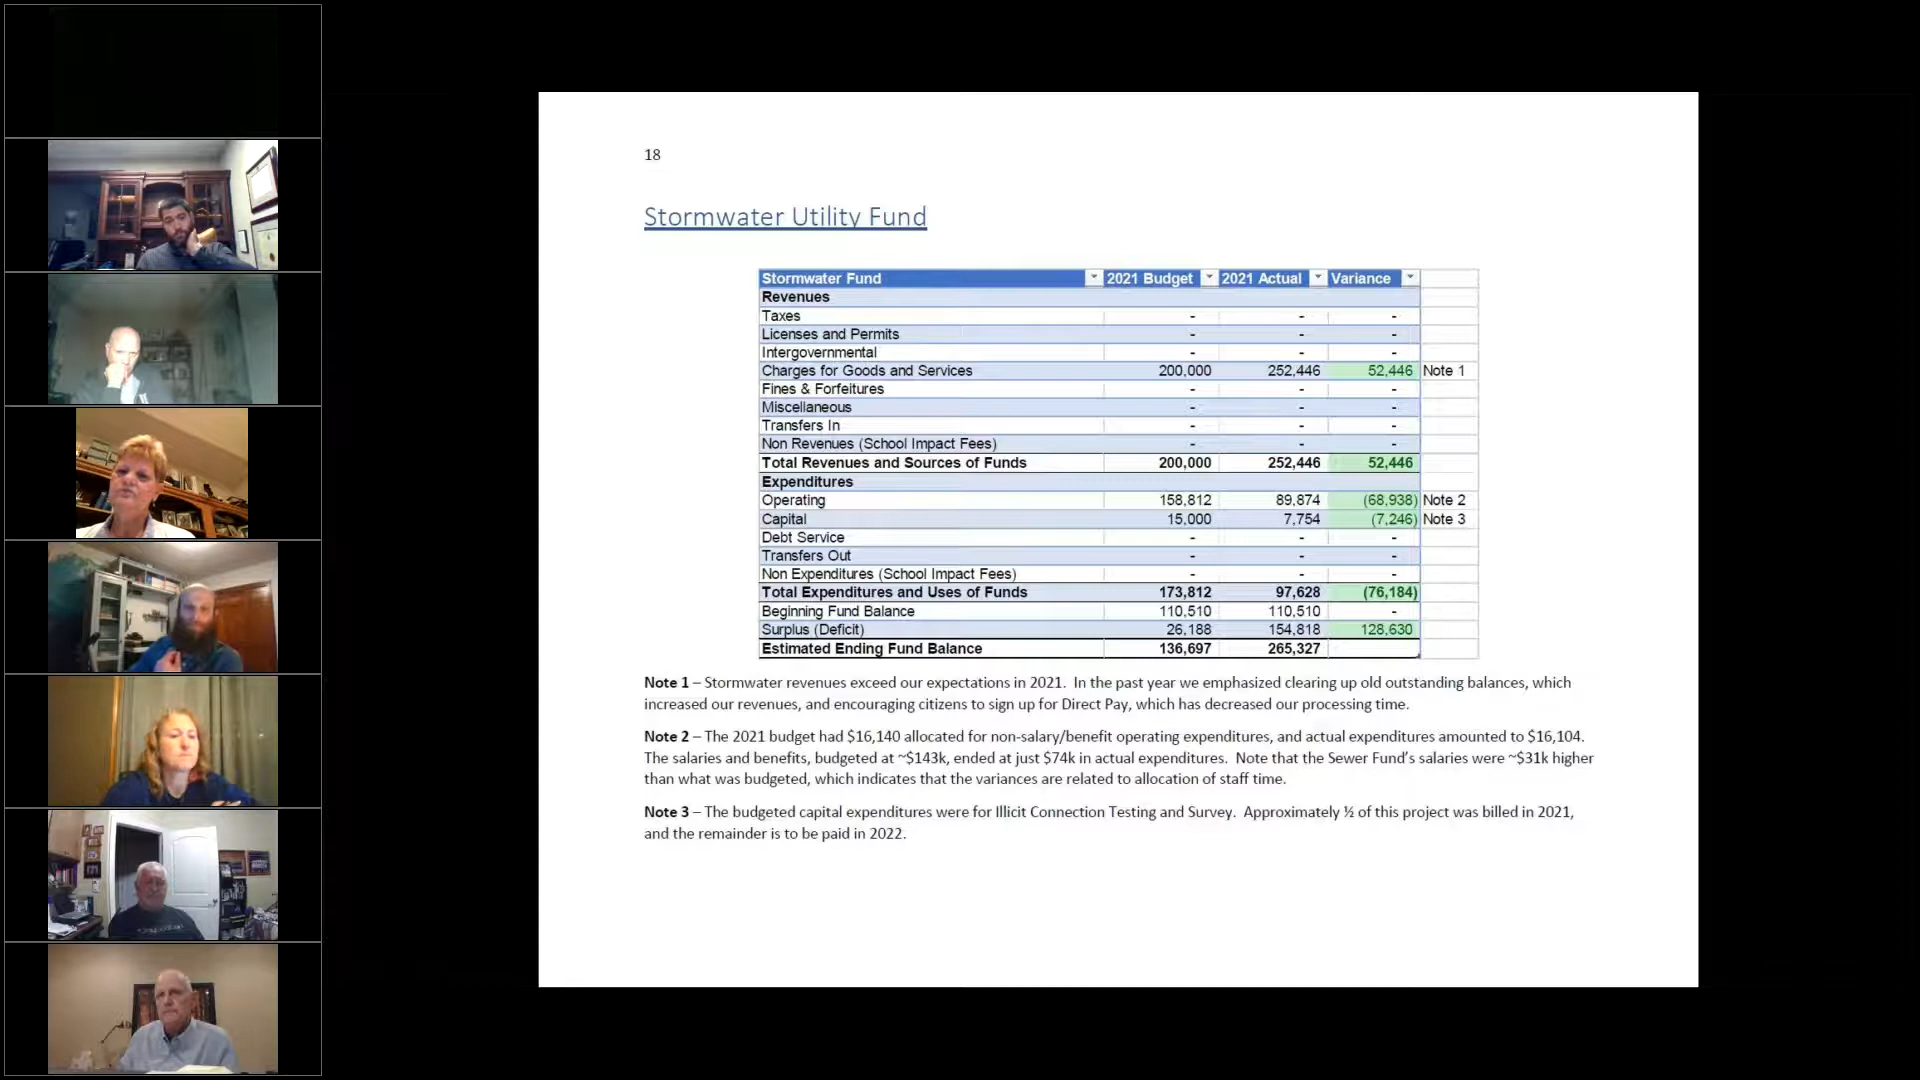 18
Stormwater Utility Fund
Stormwater Fund 2021 Budget 2021 Actual Variance
Revenues
Taxes - - -
Licenses and Permits - - -
Intergovernmental - - -
Charges for Goods and Services 200,000 252,446 52,446 Note 1
Fines & Forfeitures - - -
Miscellaneous - - -
Transfers In - - -
Non Revenues (School Impact Fees) - - -
Total Revenues and Sources of Funds 200,000 252,446 52,446
Expenditures
Operating 158,812 89,874 (68,938) Note 2
Capital 15,000 7,754 (7,246) Note 3
Debt Service - - -
Transfers Out - - -
Non Expenditures (School Impact Fees) - - -
Total Expenditures and Uses of Funds 173,812 97,628 (76,184)
Beginning Fund Balance 110,510 110,510 -
Surplus (Deficit) 26,188 154,818 128,630
Estimated Ending Fund Balance 136,697 265,327
Note 1 – Stormwater revenues exceed our expectations in 2021. In the past year we emphasized clearing up old outstanding balances, which
increased our revenues, and encouraging citizens to sign up for Direct Pay, which has decreased our processing time.
Note 2 – The 2021 budget had $16,140 allocated for non-salary/benefit operating expenditures, and actual expenditures amounted to $16,104.
The salaries and benefits, budgeted at ~$143k, ended at just $74k in actual expenditures. Note that the Sewer Fund's salaries were ~$31k higher
than what was budgeted, which indicates that the variances are related to allocation of staff time.
Note 3 – The budgeted capital expenditures were for Illicit Connection Testing and Survey. Approximately ½ of this project was billed in 2021,
and the remainder is to be paid in 2022.